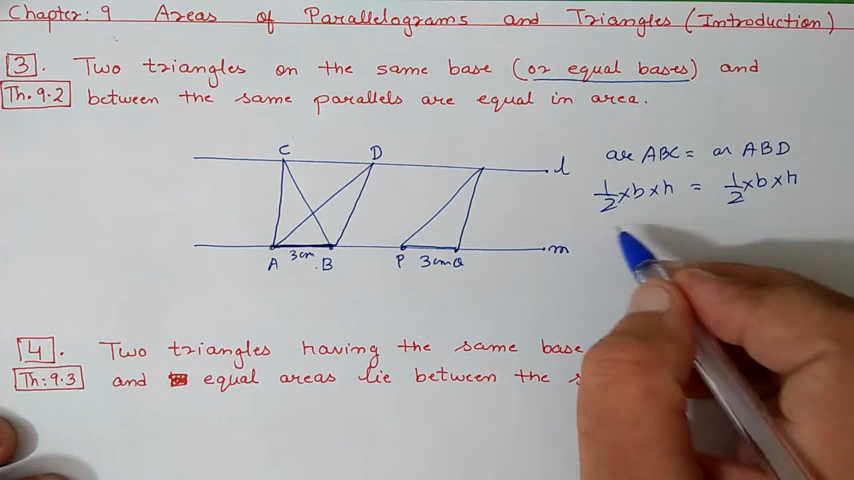 Chapter: 9 Areas of Parallelograms and Triangles (Introduction)
3. Two triangles on the same base (or equal bases) and
Th. 9.2 between the same parallels are equal in area.
C D l
ar ABC = ar ABD
1/2 × b × h = 1/2 × b × h
A 3cm B P 3cm Q m
4. Two triangles having the same base
Th: 9.3 and equal areas lie between the